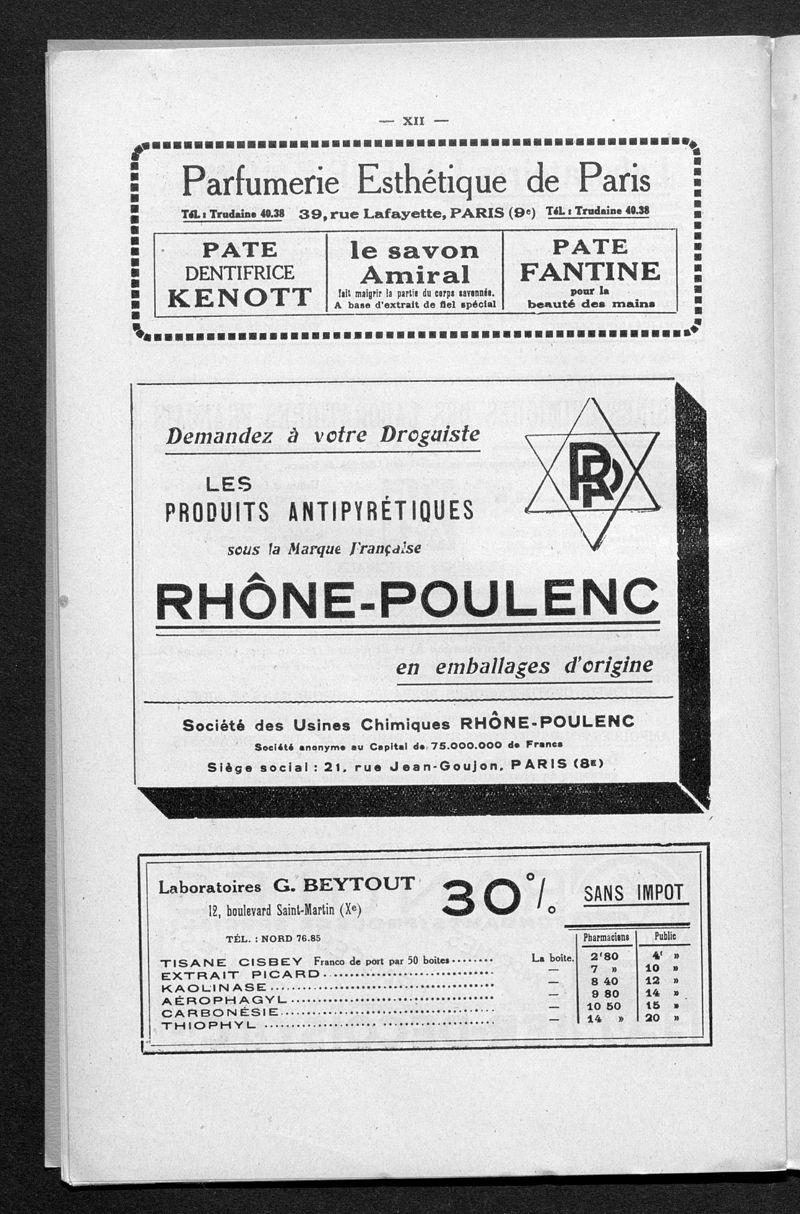 — XII —
Parfumerie Esthétique de Paris
TéL : Trudaine 40.38 39, rue Lafayette, PARIS (9e) TéL : Trudaine 40.38
PATE
DENTIFRICE
KENOTT
le savon
Amiral
fait maigrir la partie du corps savonnée.
A base d'extrait de fiel spécial
PATE
FANTINE
pour la
beauté des mains
Demandez à votre Droguiste
LES
PRODUITS ANTIPYRÉTIQUES
sous la Marque Française
RHÔNE-POULENC
en emballages d'origine
Société des Usines Chimiques RHÔNE-POULENC
Société anonyme au Capital de 75.000.000 de Francs
Siège social : 21, rue Jean-Goujon, PARIS (8E)
Laboratoires G. BEYTOUT
12, boulevard Saint-Martin (Xe)
TÉL. : NORD 76.85
30 %
SANS IMPOT
Pharmaciens Public
TISANE CISBEY Franco de port par 50 boites ........ La boite. 2f80 4f »
EXTRAIT PICARD ........ — 7 » 10 »
KAOLINASE ........ — 8 40 12 »
AÉROPHAGYL ........ — 9 80 14 »
CARBONÉSIE ........ — 10 50 15 »
THIOPHYL ........ — 14 » 20 »